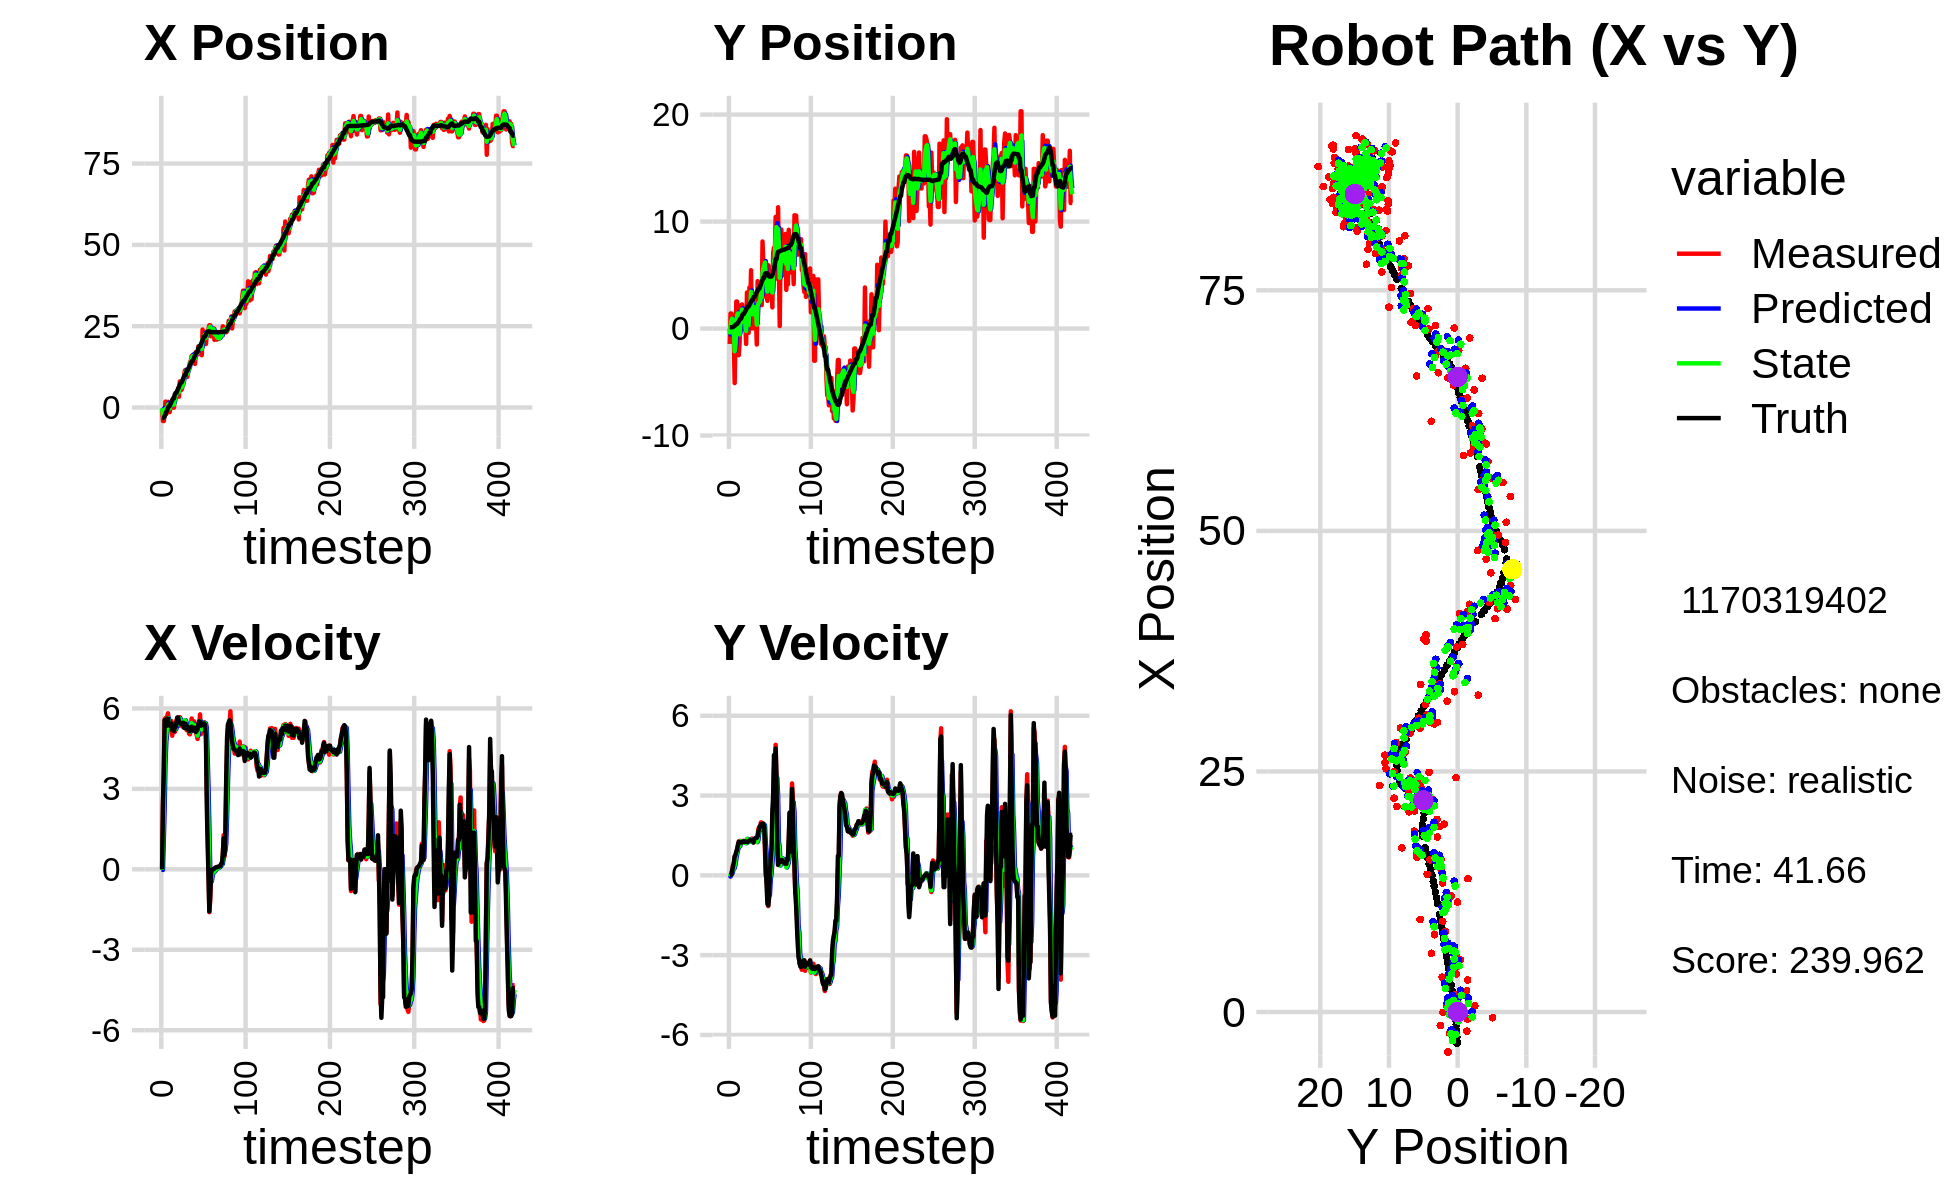 X Position
75
50
25
0
0 100 200 300 400
timestep
Y Position
20
10
0
-10
0 100 200 300 400
timestep
X Velocity
6
3
0
-3
-6
0 100 200 300 400
timestep
Y Velocity
6
3
0
-3
-6
0 100 200 300 400
timestep
Robot Path (X vs Y)
X Position
75
50
25
0
20 10 0 -10 -20
Y Position
variable
Measured
Predicted
State
Truth
1170319402
Obstacles: none
Noise: realistic
Time: 41.66
Score: 239.962